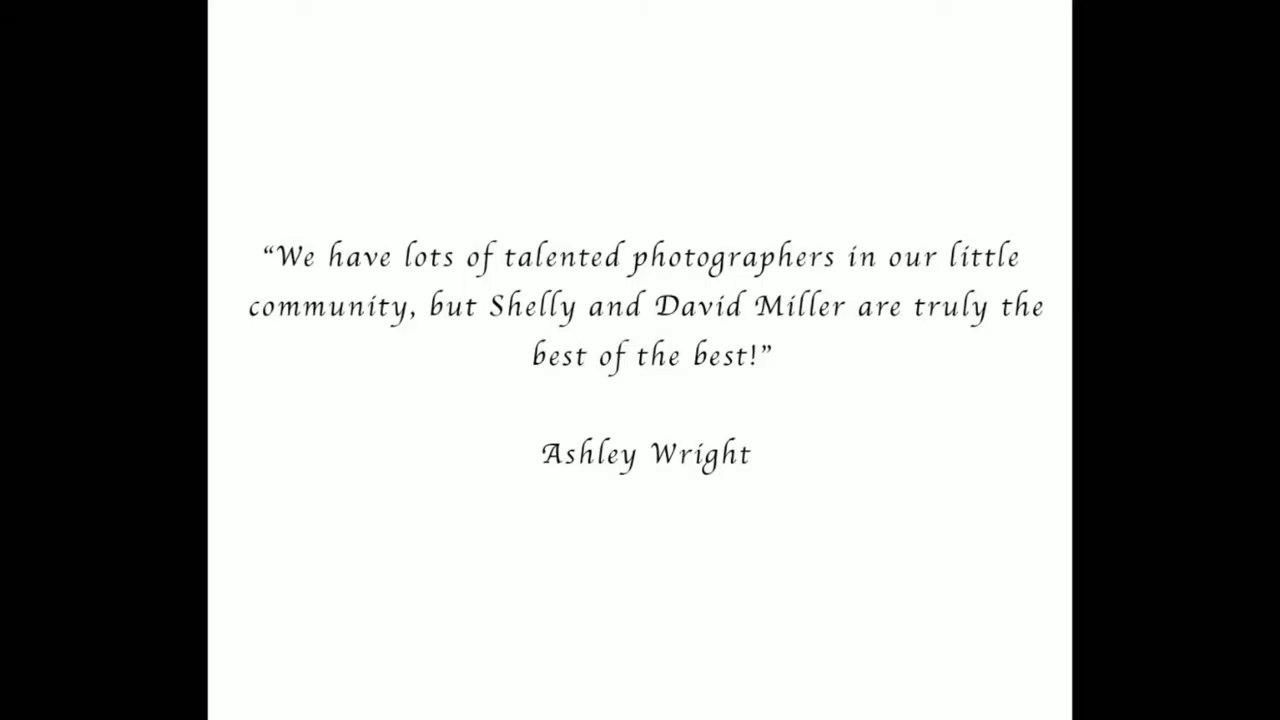 “We have lots of talented photographers in our little
community, but Shelly and David Miller are truly the
best of the best!”
Ashley Wright